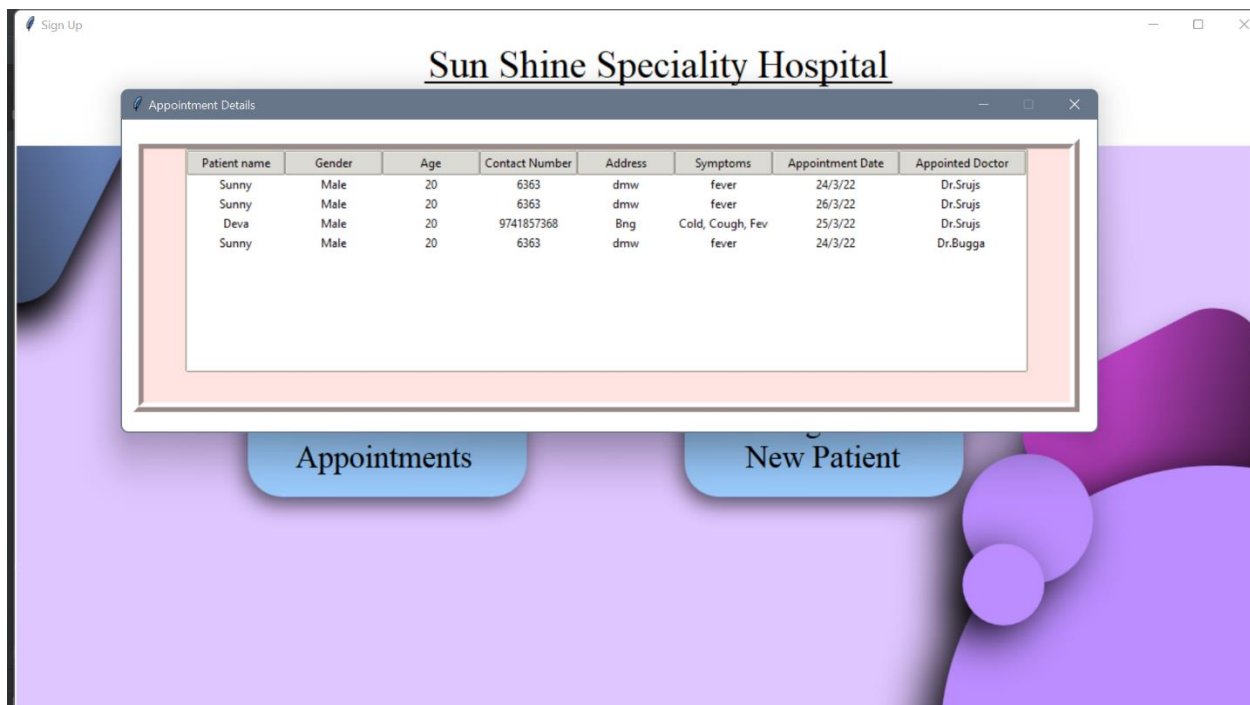 Sign Up
Sun Shine Speciality Hospital
Appointment Details
Patient name Gender Age Contact Number Address Symptoms Appointment Date Appointed Doctor
Sunny Male 20 6363 dmw fever 24/3/22 Dr.Srujs
Sunny Male 20 6363 dmw fever 26/3/22 Dr.Srujs
Deva Male 20 9741857368 Bng Cold, Cough, Fev 25/3/22 Dr.Srujs
Sunny Male 20 6363 dmw fever 24/3/22 Dr.Bugga
Appointments New Patient